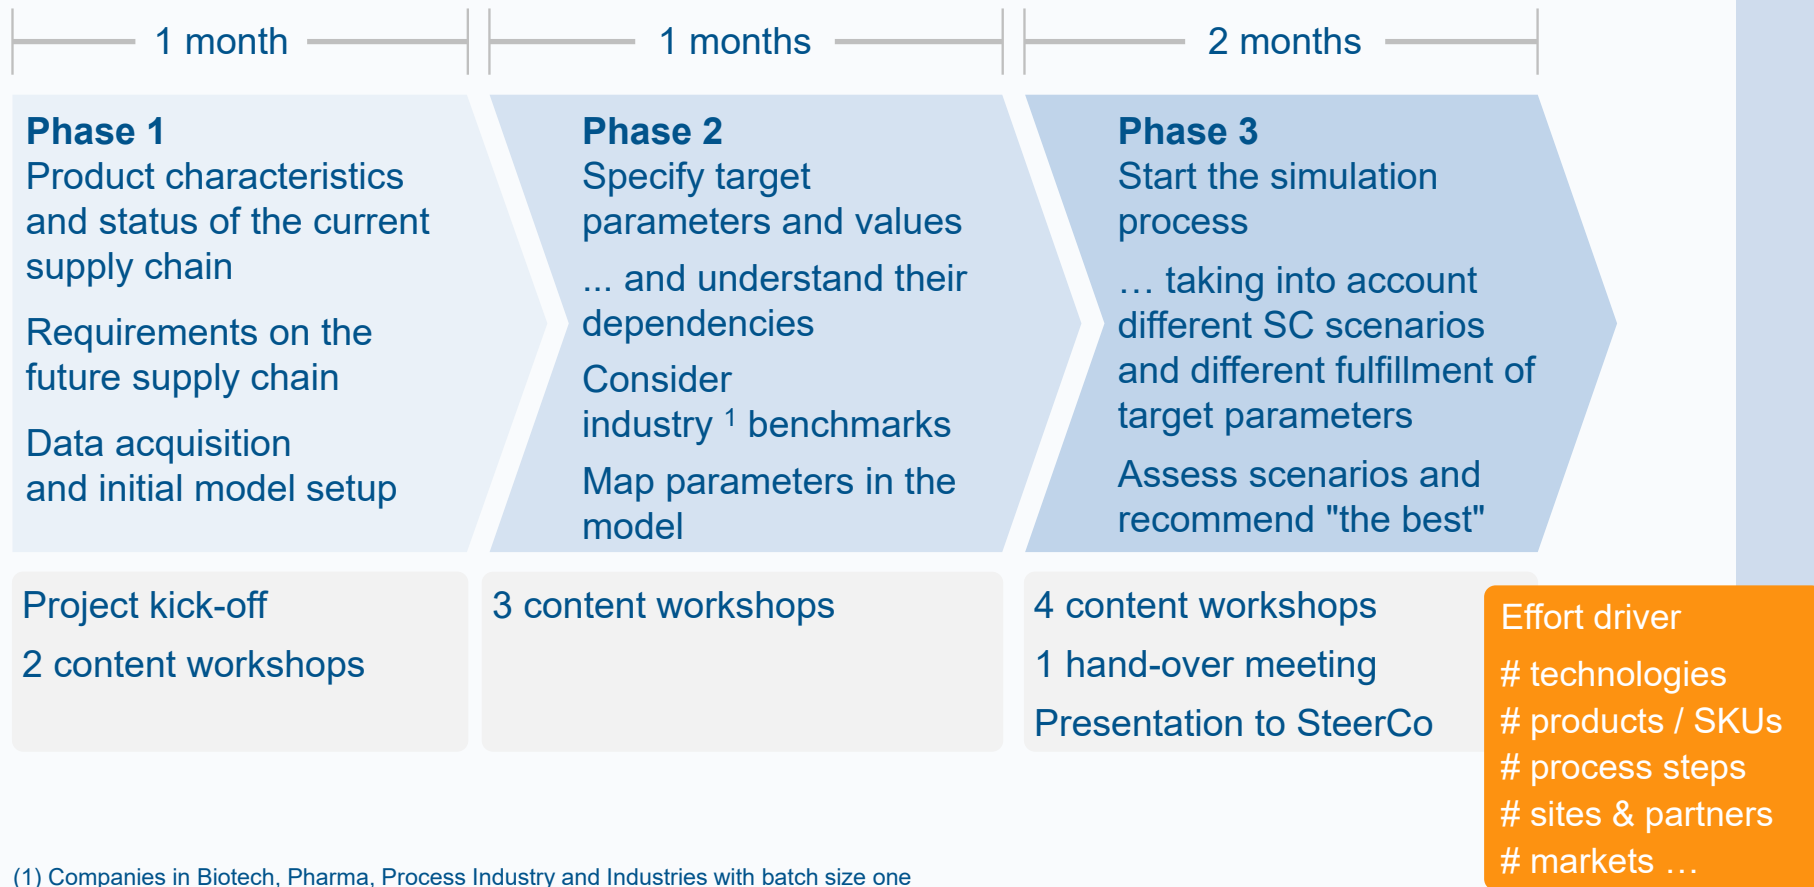 1 month
1 months
2 months
Phase 1
Product characteristics
and status of the current
supply chain
Requirements on the
future supply chain
Data acquisition
and initial model setup
Phase 2
Specify target
parameters and values
... and understand their
dependencies
Consider
industry ¹ benchmarks
Map parameters in the
model
Phase 3
Start the simulation
process
… taking into account
different SC scenarios
and different fulfillment of
target parameters
Assess scenarios and
recommend "the best"
Project kick-off
2 content workshops
3 content workshops
4 content workshops
1 hand-over meeting
Presentation to SteerCo
Effort driver
# technologies
# products / SKUs
# process steps
# sites & partners
# markets …
(1) Companies in Biotech, Pharma, Process Industry and Industries with batch size one